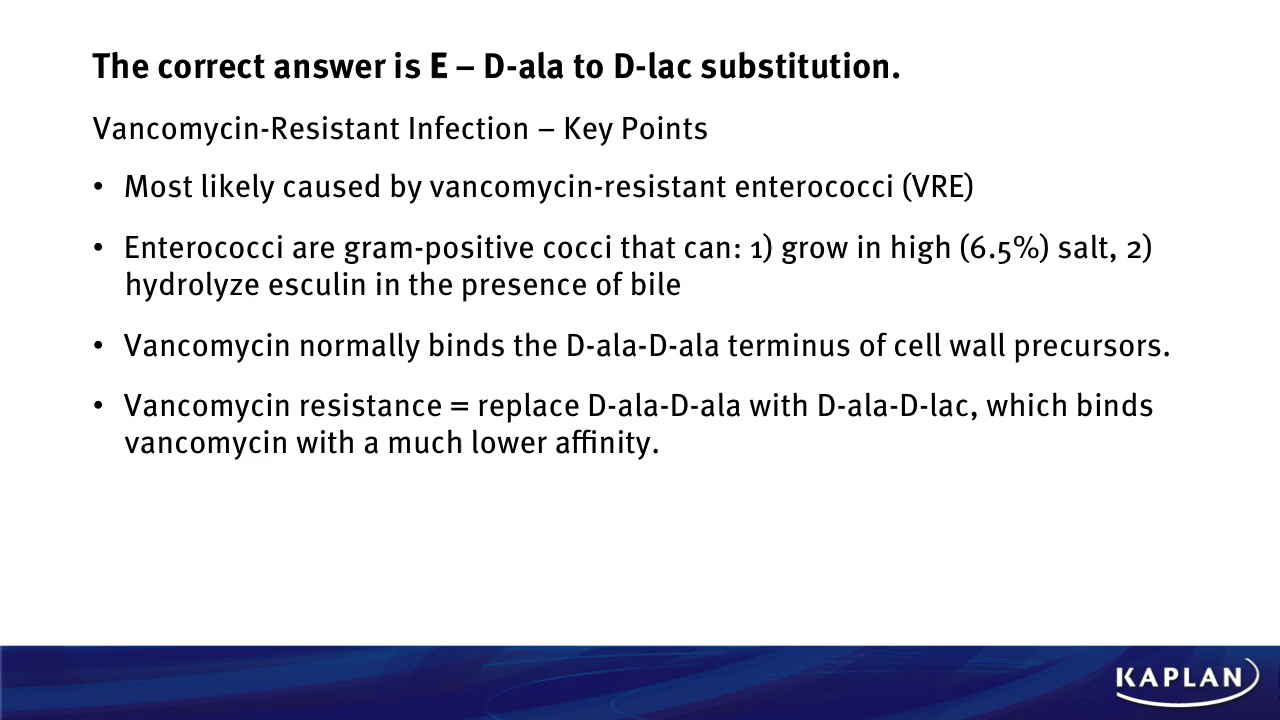 The correct answer is E – D-ala to D-lac substitution.
Vancomycin-Resistant Infection – Key Points
• Most likely caused by vancomycin-resistant enterococci (VRE)
• Enterococci are gram-positive cocci that can: 1) grow in high (6.5%) salt, 2)
hydrolyze esculin in the presence of bile
• Vancomycin normally binds the D-ala-D-ala terminus of cell wall precursors.
• Vancomycin resistance = replace D-ala-D-ala with D-ala-D-lac, which binds
vancomycin with a much lower affinity.
KAPLAN